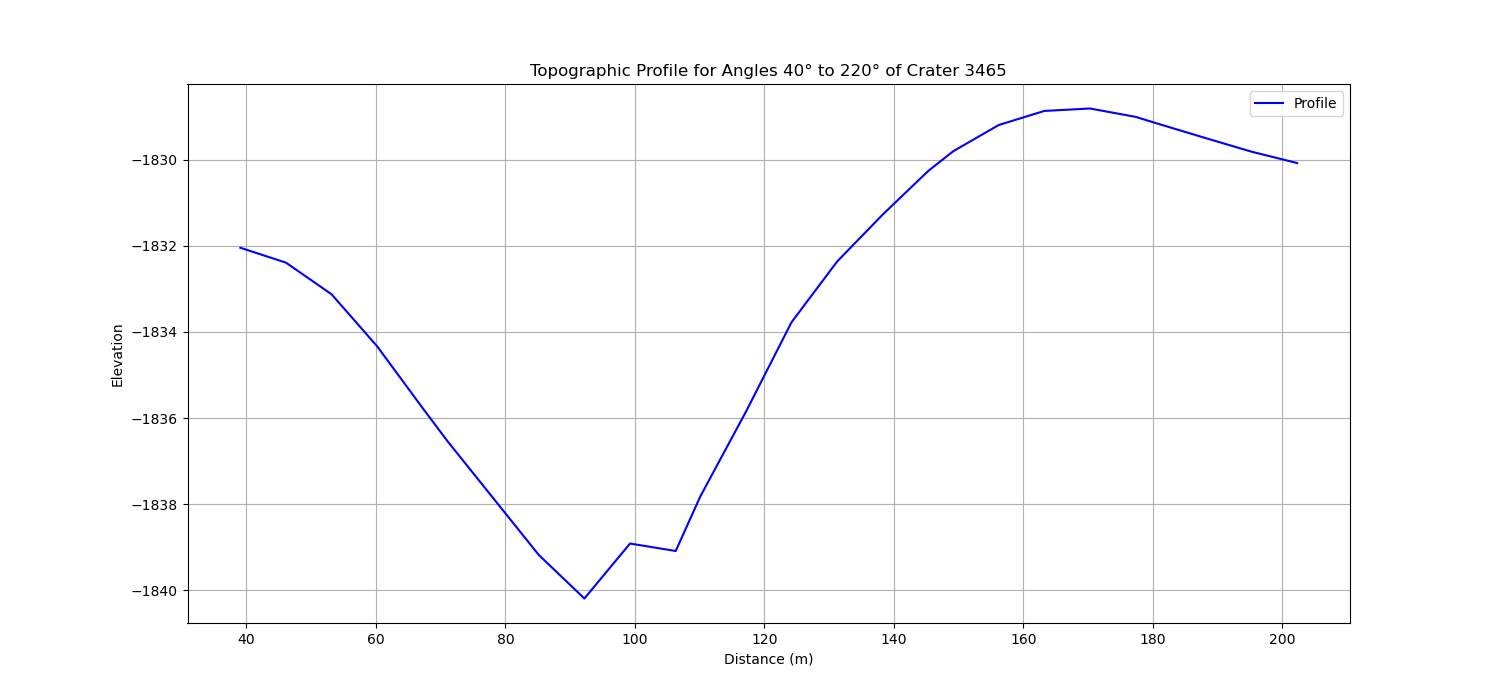 Topographic Profile for Angles 40° to 220° of Crater 3465
Profile
Elevation
−1830
−1832
−1834
−1836
−1838
−1840
40 60 80 100 120 140 160 180 200
Distance (m)